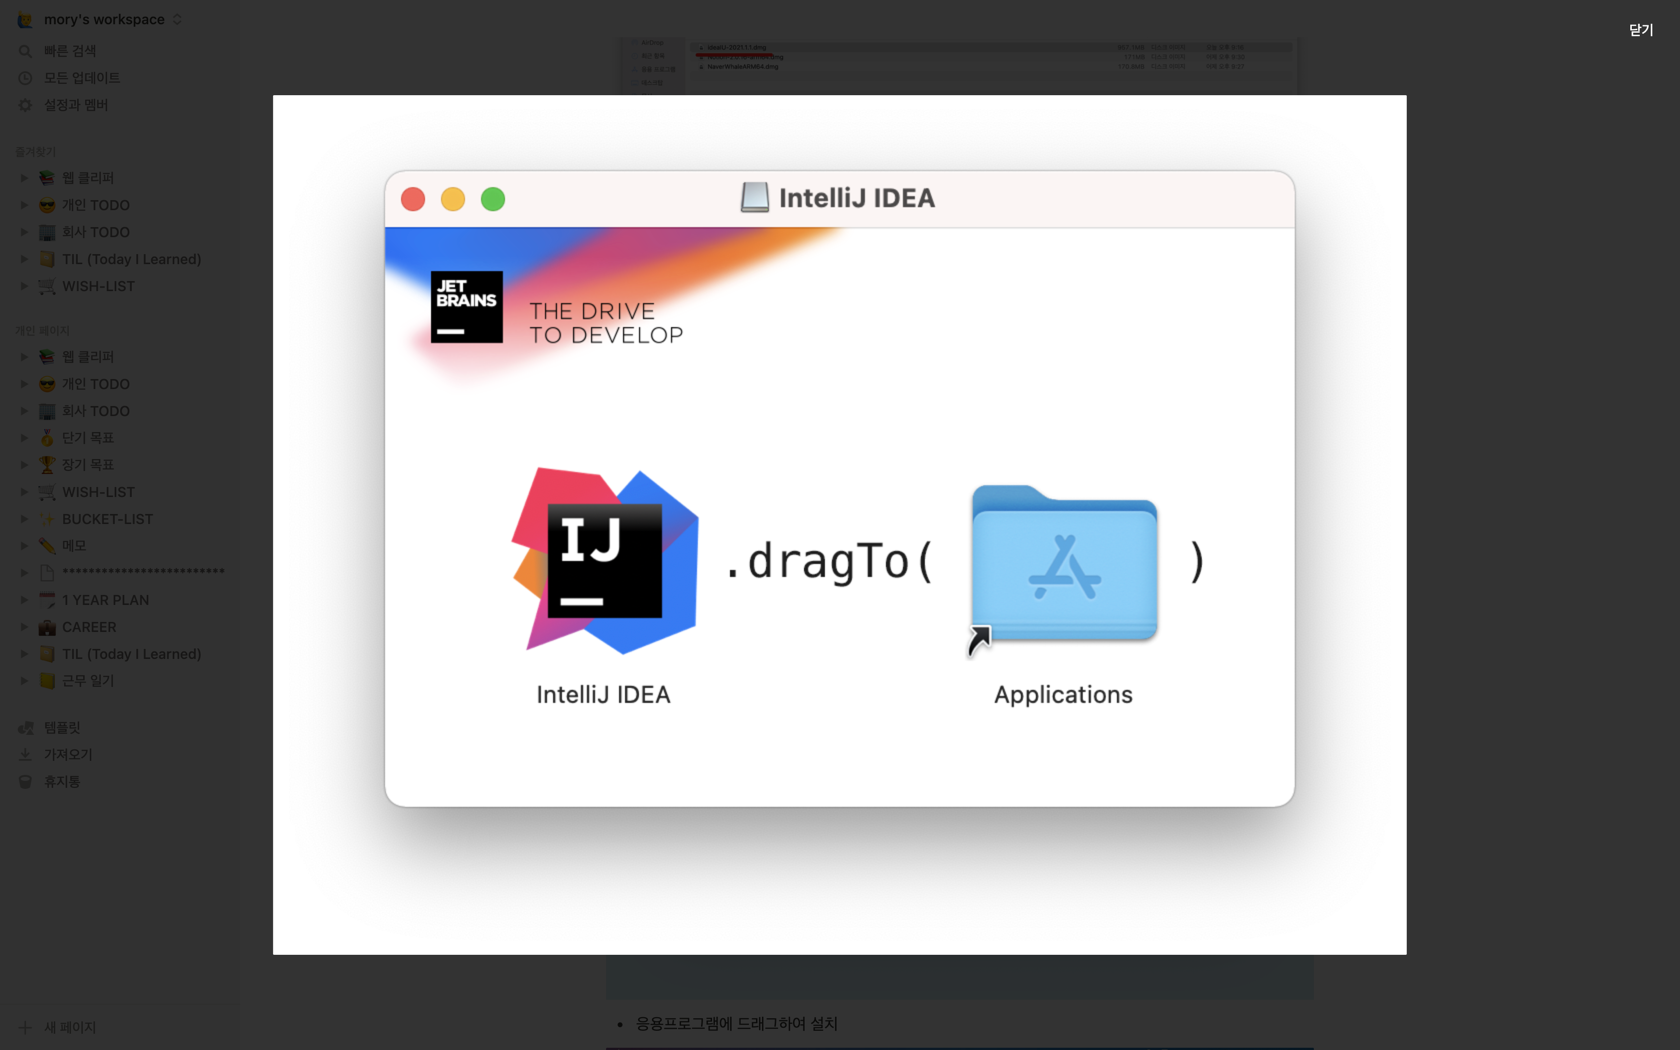 mory's workspace
빠른 검색
모든 업데이트
설정과 멤버
즐겨찾기
웹 클리퍼
개인 TODO
회사 TODO
TIL (Today I Learned)
WISH-LIST
개인 페이지
웹 클리퍼
개인 TODO
회사 TODO
단기 목표
장기 목표
WISH-LIST
BUCKET-LIST
메모
*************************
1 YEAR PLAN
CAREER
TIL (Today I Learned)
근무 일기
템플릿
가져오기
휴지통
새 페이지
닫기
AirDrop
NaverWhaleARM64.dmg
IntelliJ IDEA
JET
BRAINS
THE DRIVE
TO DEVELOP
IJ
.dragTo( )
IntelliJ IDEA
Applications
• 응용프로그램에 드래그하여 설치